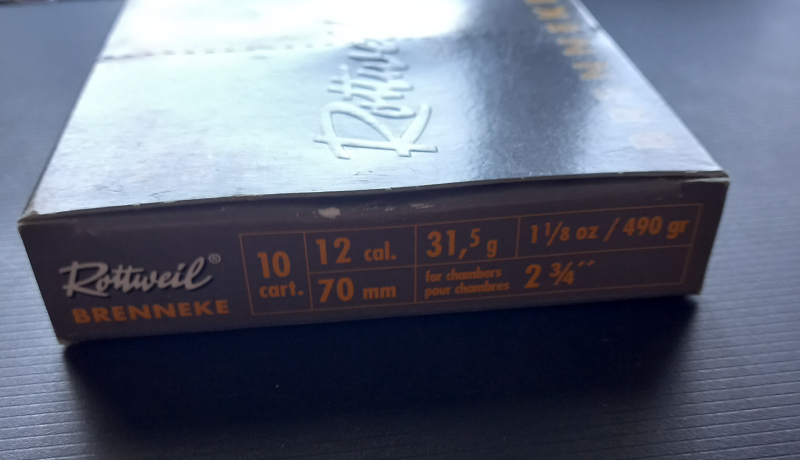 Rottweil
NNEKE
Rottweil®
BRENNEKE
10
cart.
12 cal.
70 mm
31,5 g
1 1/8 oz / 490 gr
for chambers
pour chambres
2 3/4″